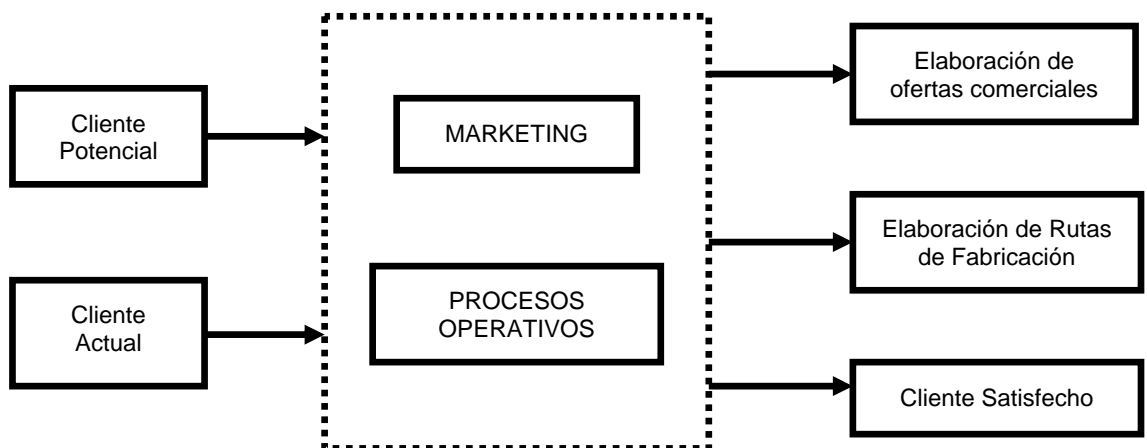 Cliente
Potencial
Cliente
Actual
MARKETING
PROCESOS
OPERATIVOS
Elaboración de
ofertas comerciales
Elaboración de Rutas
de Fabricación
Cliente Satisfecho